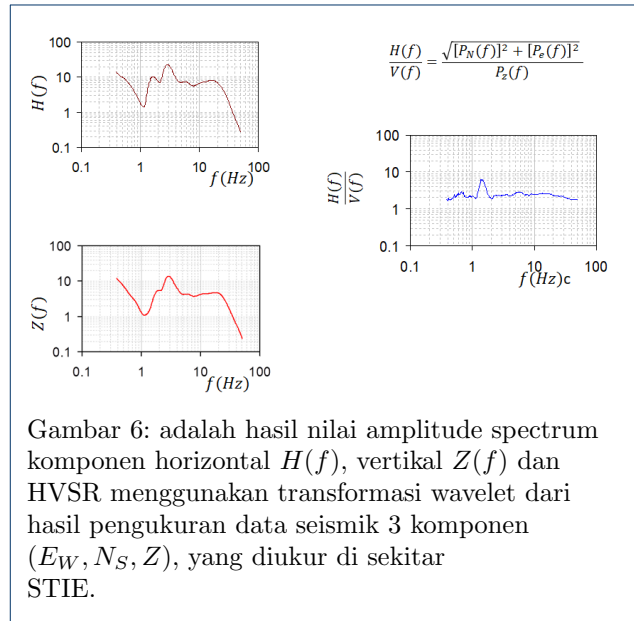 100
10
1
0.1
0.1 1 10 100
H(f)
f(Hz)
H(f)/V(f) = √([P_N(f)]² + [P_e(f)]²)/P_z(f)
100
10
1
0.1
0.1 1 10 100
H(f)/V(f)
f(Hz)c
100
10
1
0.1
0.1 1 10 100
Z(f)
f(Hz)
Gambar 6: adalah hasil nilai amplitude spectrum
komponen horizontal H(f), vertikal Z(f) dan
HVSR menggunakan transformasi wavelet dari
hasil pengukuran data seismik 3 komponen
(E_W, N_S, Z), yang diukur di sekitar
STIE.